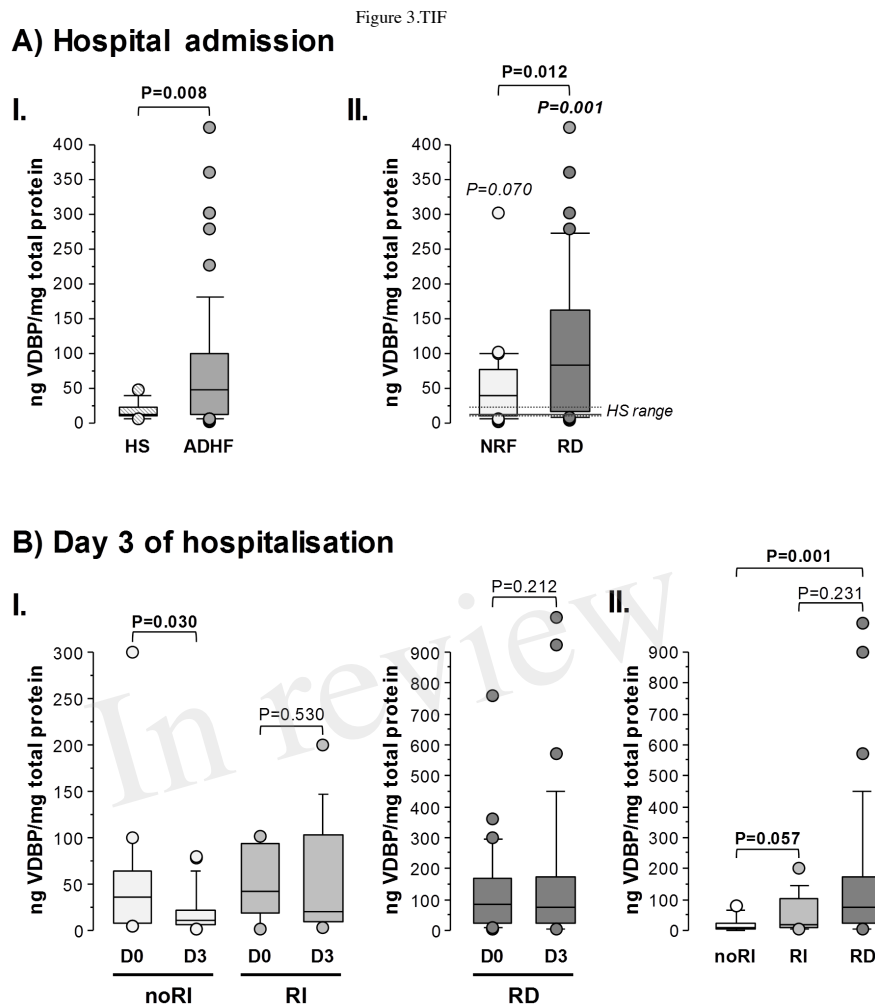 Figure 3.TIF
A) Hospital admission
I.
P=0.008
ng VDBP/mg total protein
400
350
300
250
200
150
100
50
0
HS ADHF
II.
P=0.012
P=0.001
P=0.070
ng VDBP/mg total protein
400
350
300
250
200
150
100
50
0
HS range
NRF RD
B) Day 3 of hospitalisation
I.
P=0.030
P=0.530
ng VDBP/mg total protein
300
250
200
150
100
50
0
D0 D3 D0 D3
noRI RI
P=0.212
ng VDBP/mg total protein
900
800
700
600
500
400
300
200
100
0
D0 D3
RD
II.
P=0.001
P=0.231
P=0.057
ng VDBP/mg total protein
900
800
700
600
500
400
300
200
100
0
noRI RI RD
In review